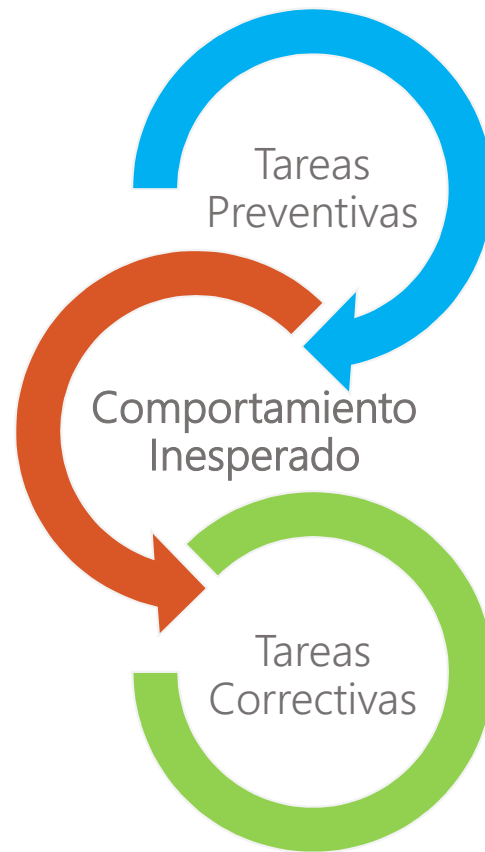 Tareas
Preventivas
Comportamiento
Inesperado
Tareas
Correctivas